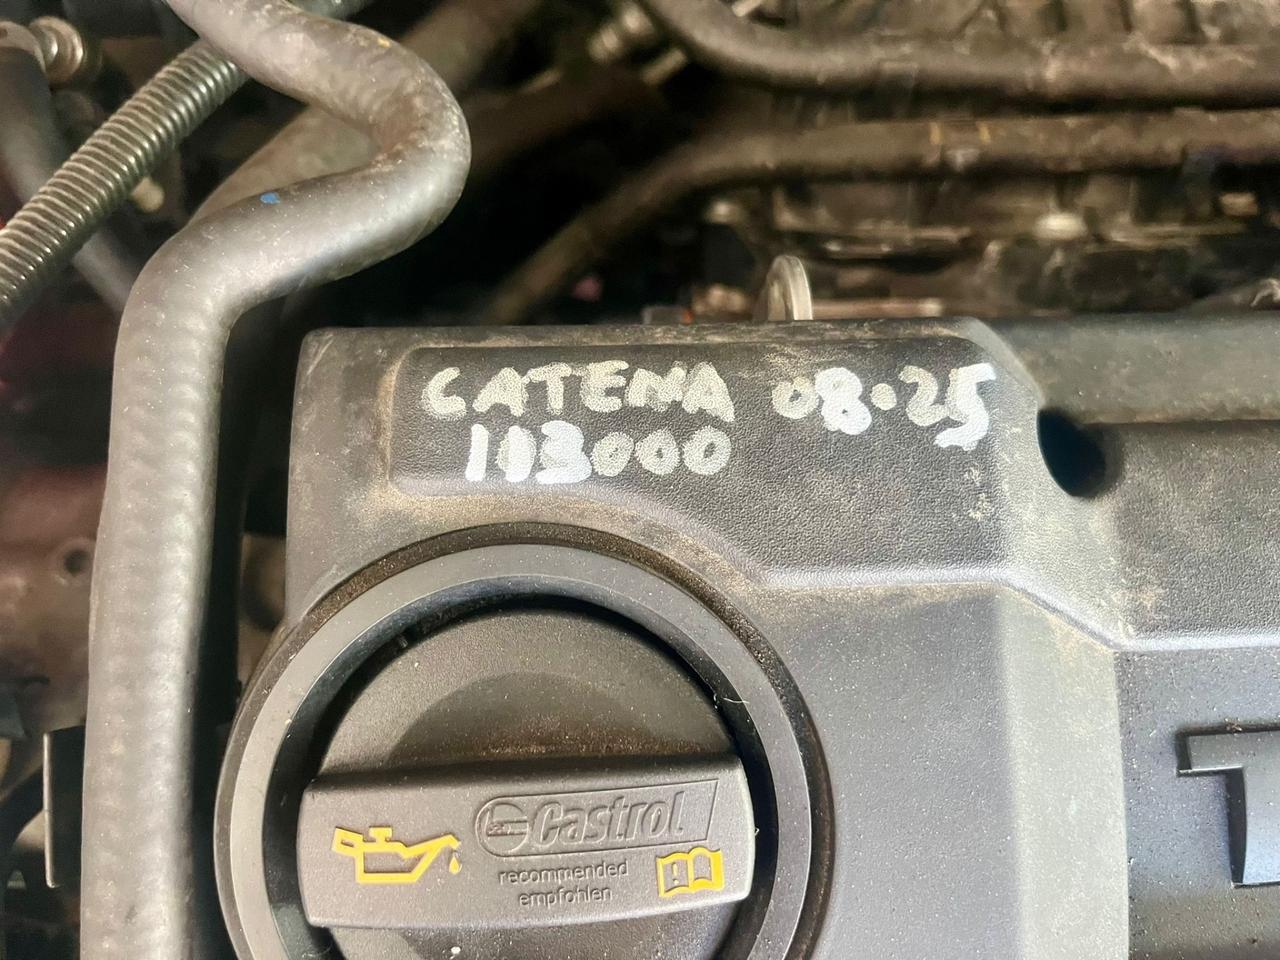 CATENA 08.25
113000
Castrol
recommended
empfohlen
T